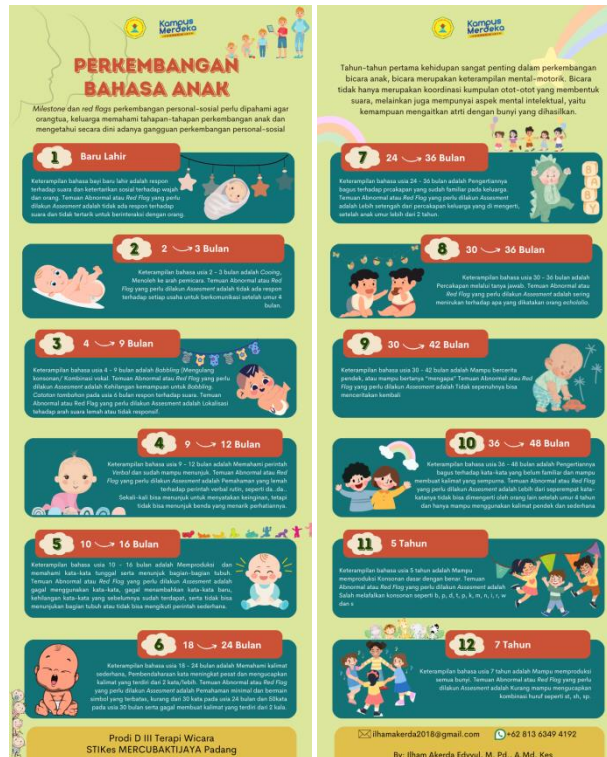 Kampus
Merdeka
PERKEMBANGAN
BAHASA ANAK
Milestone dan red flags perkembangan personal-sosial perlu dipahami agar
orangtua, keluarga memahami tahapan-tahapan perkembangan anak dan
mengetahui secara dini adanya gangguan perkembangan personal-sosial
1 Baru Lahir
Keterampilan bahasa bayi baru lahir adalah respon
terhadap suara dan ketertarikan sosial terhadap wajah
dan orang. Temuan Abnormal atau Red Flag yang perlu
dilakun Assesment adalah tidak ada respon terhadap
suara dan tidak tertarik untuk berinteraksi dengan orang.
2 2 3 Bulan
Keterampilan bahasa usia 2 - 3 bulan adalah Cooing,
Menoleh ke arah pemicara. Temuan Abnormal atau Red
Flag yang perlu dilakun Assesment adalah tidak ada respon
terhadap setiap usaha untuk berkomunikasi setelah umur 4
bulan.
3 4 9 Bulan
Keterampilan bahasa usia 4 - 9 bulan adalah Babbling (Mengulang
konsonan/ Kombinasi vokal. Temuan Abnormal atau Red Flag yang perlu
dilakun Assesment adalah Kehilangan kemampuan untuk Babbling.
Catatan tambahan pada usia 6 bulan respon terhadap suara. Temuan
Abnormal atau Red Flag yang perlu dilakun Assesment adalah Lokalisasi
tehadap arah suara lemah atau tidak responsif.
4 9 12 Bulan
Keterampilan bahasa usia 9 - 12 bulan adalah Memahami perintah
Verbal dan sudah mampu menunjuk. Temuan Abnormal atau Red
Flag yang perlu dilakun Assesment adalah Pemahaman yang lemah
terhadap perintah verbal rutin, seperti da.. da..
Sekali-kali bisa menunjuk untuk menyatakan keinginan, tetapi
tidak bisa menunjuk benda yang menarik perhatiannya.
5 10 16 Bulan
Keterampilan bahasa usia 10 - 16 bulan adalah Memproduksi dan
memahami kata-kata tunggal serta menunjuk bagian-bagian tubuh
Temuan Abnormal atau Red Flag yang perlu dilakun Assesment adalah
gagal menggunakan kata-kata, gagal menambahkan kata-kata baru,
kehilangan kata-kata yang sebelumnya sudah terdapat, serta tidak bisa
menunjukan bagian tubuh atau tidak bisa mengikuti perintah sederhana.
6 18 24 Bulan
Keterampilan bahasa usia 18 - 24 bulan adalah Memahami kalimat
sederhana, Pembendaharaan kata meningkat pesat dan mengucapkan
kalimat yang terdiri dari 2 kata/lebih. Temuan Abnormal atau Red Flag
yang perlu dilakun Assesment adalah Pemahaman minimal dan bermain
simbol yang terbatas, kurang dari 30 kata pada usia 24 bulan dan 50kata
pada usia 30 bulan serta gagal membuat kalimat yang terdiri dari 2 kala.
Prodi D III Terapi Wicara
STIKes MERCUBAKTIJAYA Padang
Kampus
Merdeka
Tahun-tahun pertama kehidupan sangat penting dalam perkembangan
bicara anak, bicara merupakan keterampilan mental-motorik. Bicara
tidak hanya merupakan koordinasi kumpulan otot-otot yang membentuk
suara, melainkan juga mempunyai aspek mental intelektual, yaitu
kemampuan mengaitkan atrti dengan bunyi yang dihasilkan.
7 24 36 Bulan
Keterampilan bahasa usia 24 - 36 bulan adalah Pengertiannya
bagus terhadap prcakapan yang sudah familiar pada keluarga.
Temuan Abnormal atau Red Flag yang perlu dilakun Assesment
adalah Lebih setengah dari percakapan keluarga yang di mengerti,
setelah anak umur lebih dari 2 tahun.
BABY
8 30 36 Bulan
Keterampilan bahasa usia 30 - 36 bulan adalah
Percakapan melalui tanya jawab. Temuan Abnormal atau
Red Flag yang perlu dilakun Assesment adalah sering
menirukan terhadap apa yang dikatakan orang echolalia.
9 30 42 Bulan
Keterampilan bahasa usia 30 - 42 bulan adalah Mampu bercerita
pendek, atau mampu bertanya "mengapa" Temuan Abnormal atau Red
Flag yang perlu dilakun Assesment adalah Tidak sepenuhnya bisa
menceritakan kembali
10 36 48 Bulan
Keterampilan bahasa usia 36 - 48 bulan adalah Pengertiannya
bagus terhadap kata-kata yang belum familiar dan mampu
membuat kalimat yang sempurna. Temuan Abnormal atau Red Flag
yang perlu dilakun Assesment adalah Lebih dari seperempat kata-
katanya tidak bisa dimengerti oleh orang lain setelah umur 4 tahun
dan hanya mampu menggunakan kalimat pendek dan sederhana.
11 5 Tahun
Keterampilan bahasa usia 5 tahun adalah Mampu
memproduksi Konsonan dasar dengan benar. Temuan
Abnormal atau Red Flag yang perlu dilakun Assesment adalah
Salah melafalkan konsonan seperti b, p, d, t, p, k, m, n, i, r, w
dan s
12 7 Tahun
Keterampilan bahasa usia 7 tahun adalah Mampu memproduksi
semua bunyi. Temuan Abnormal atau Red Flag yang perlu
dilakun Assesment adalah Kurang mampu mengucapkan
kombinasi huruf seperti st, sh, sp.
ilhamakerda2018@gmail.com +62 813 6349 4192
By: Ilham Akerda Edyyul, M. Pd., A.Md. Kes